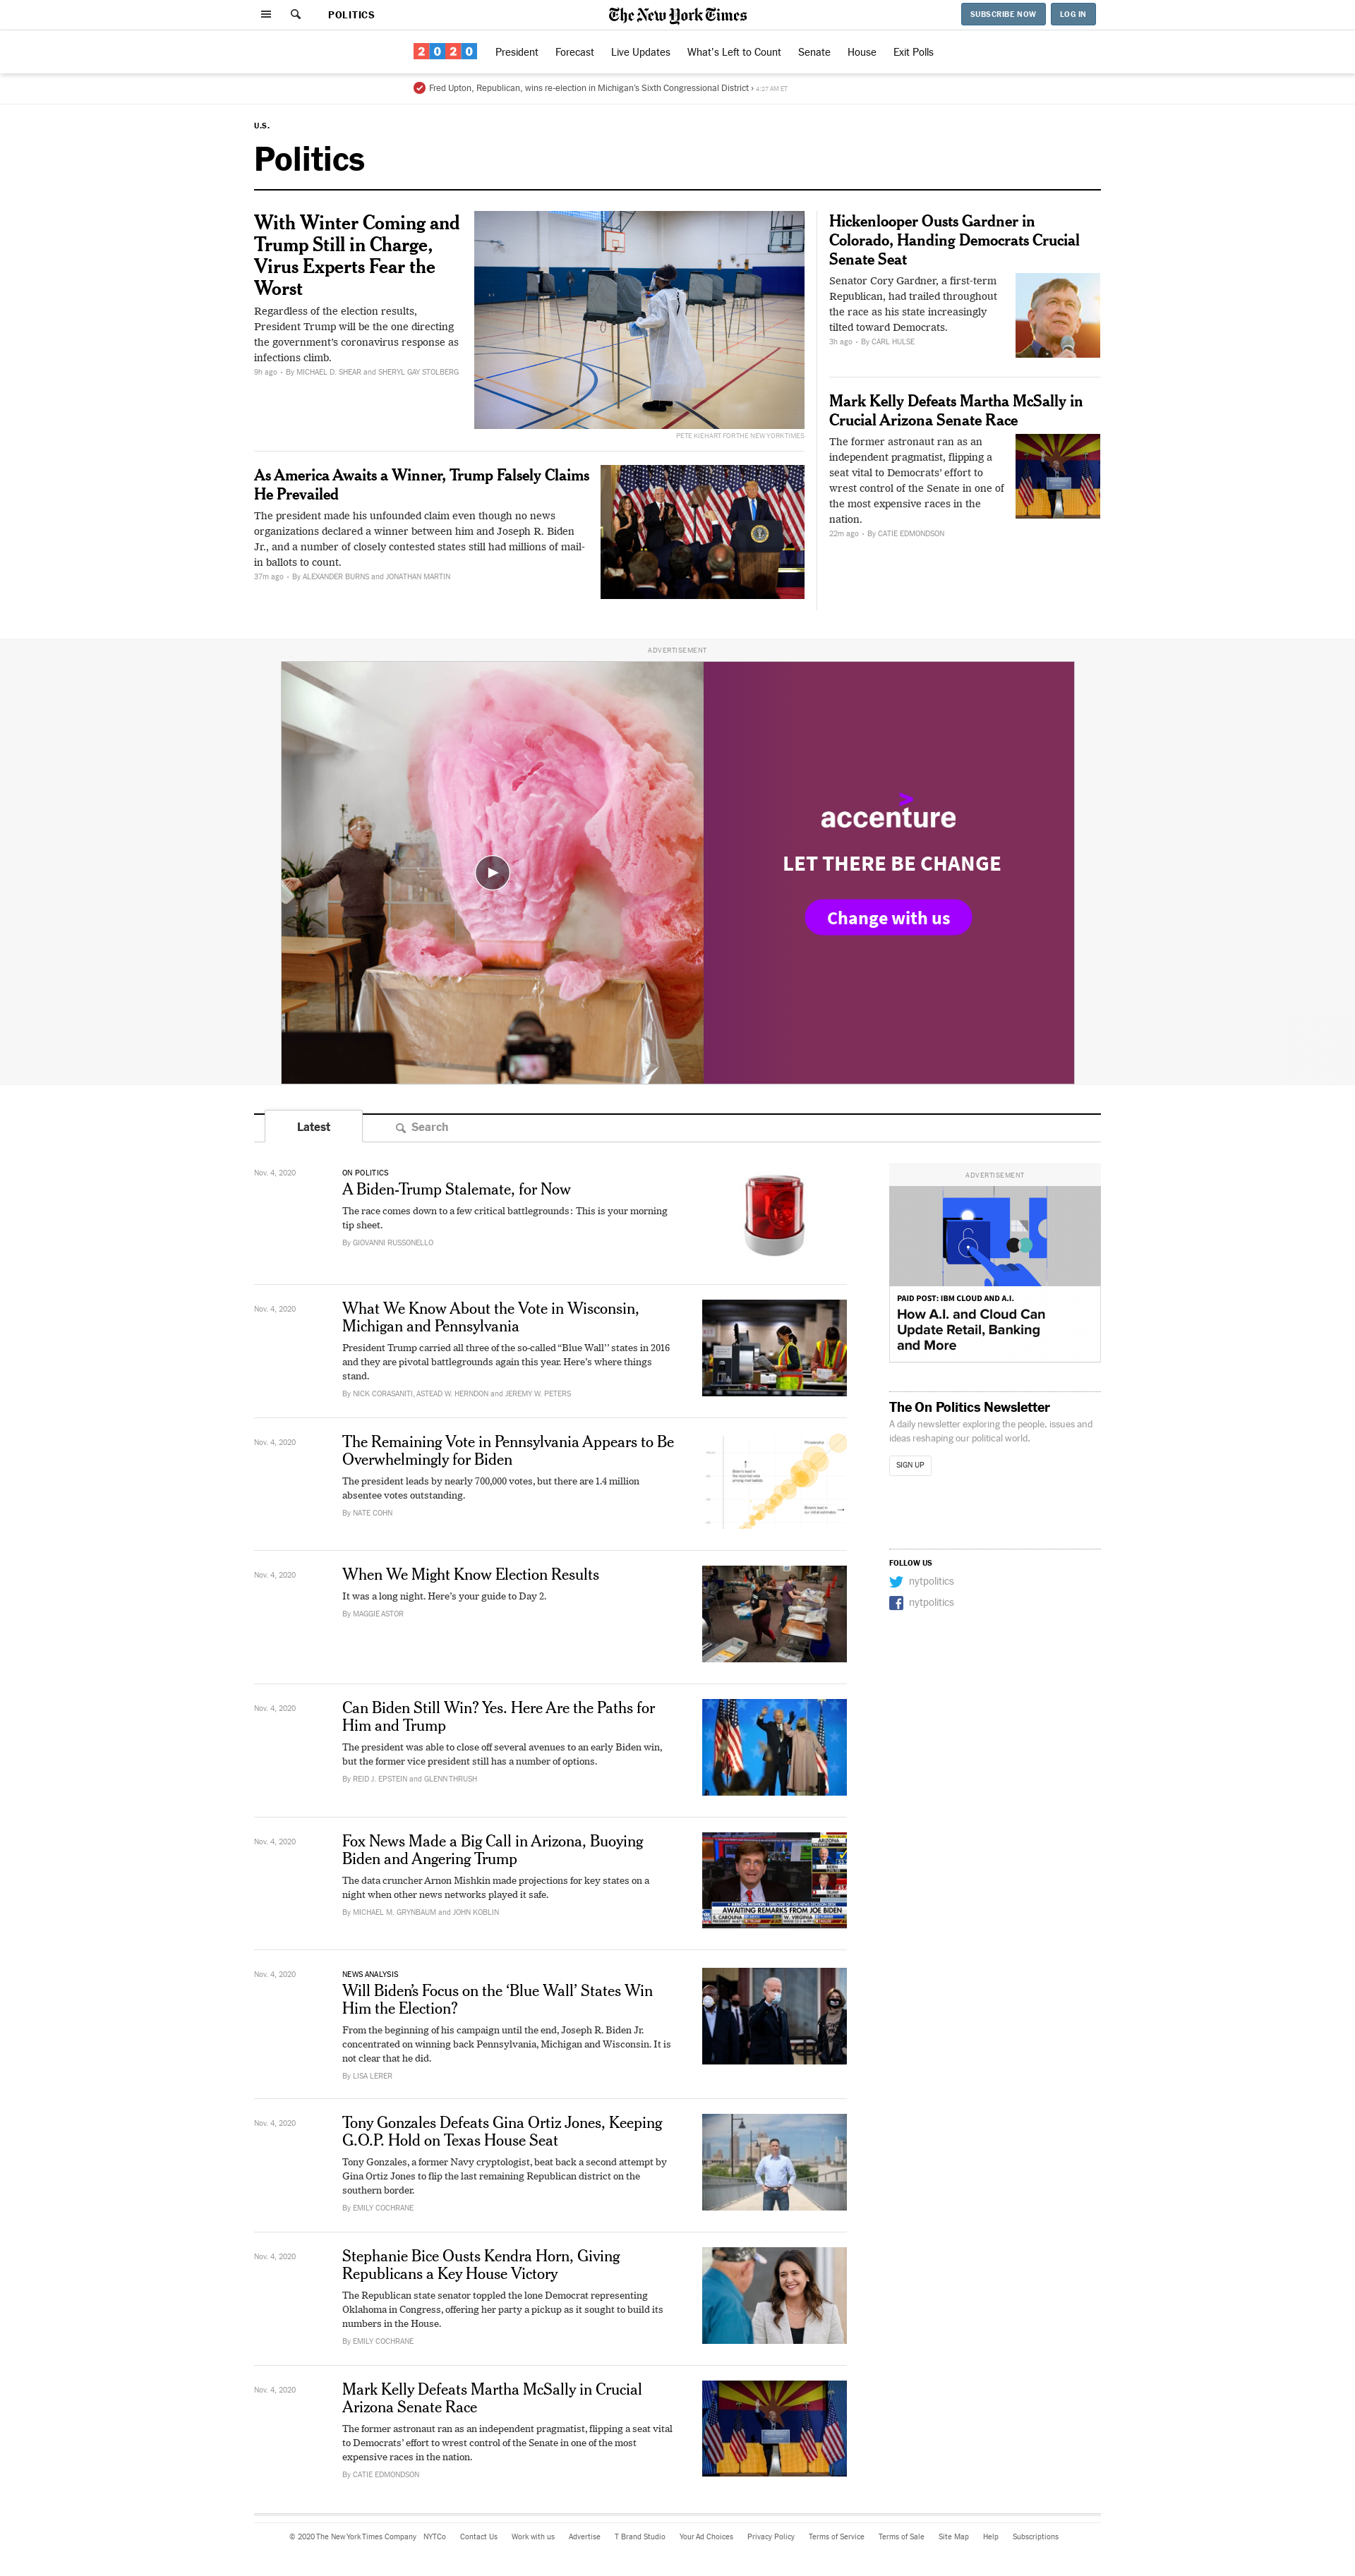 POLITICS
The New York Times
SUBSCRIBE NOW
LOG IN
2020
President
Forecast
Live Updates
What's Left to Count
Senate
House
Exit Polls
Fred Upton, Republican, wins re-election in Michigan's Sixth Congressional District › 4:27 AM ET
U.S.
Politics
With Winter Coming and
Trump Still in Charge,
Virus Experts Fear the
Worst
Regardless of the election results,
President Trump will be the one directing
the government's coronavirus response as
infections climb.
9h ago • By MICHAEL D. SHEAR and SHERYL GAY STOLBERG
PETE KIEHART FOR THE NEW YORK TIMES
As America Awaits a Winner, Trump Falsely Claims
He Prevailed
The president made his unfounded claim even though no news
organizations declared a winner between him and Joseph R. Biden
Jr., and a number of closely contested states still had millions of mail-
in ballots to count.
37m ago • By ALEXANDER BURNS and JONATHAN MARTIN
Hickenlooper Ousts Gardner in
Colorado, Handing Democrats Crucial
Senate Seat
Senator Cory Gardner, a first-term
Republican, had trailed throughout
the race as his state increasingly
tilted toward Democrats.
3h ago • By CARL HULSE
Mark Kelly Defeats Martha McSally in
Crucial Arizona Senate Race
The former astronaut ran as an
independent pragmatist, flipping a
seat vital to Democrats' effort to
wrest control of the Senate in one of
the most expensive races in the
nation.
22m ago • By CATIE EDMONDSON
ADVERTISEMENT
accenture
LET THERE BE CHANGE
Change with us
Latest
Search
Nov. 4, 2020
ON POLITICS
A Biden-Trump Stalemate, for Now
The race comes down to a few critical battlegrounds: This is your morning
tip sheet.
By GIOVANNI RUSSONELLO
Nov. 4, 2020
What We Know About the Vote in Wisconsin,
Michigan and Pennsylvania
President Trump carried all three of the so-called “Blue Wall’’ states in 2016
and they are pivotal battlegrounds again this year. Here's where things
stand.
By NICK CORASANITI, ASTEAD W. HERNDON and JEREMY W. PETERS
Nov. 4, 2020
The Remaining Vote in Pennsylvania Appears to Be
Overwhelmingly for Biden
The president leads by nearly 700,000 votes, but there are 1.4 million
absentee votes outstanding.
By NATE COHN
Nov. 4, 2020
When We Might Know Election Results
It was a long night. Here's your guide to Day 2.
By MAGGIE ASTOR
Nov. 4, 2020
Can Biden Still Win? Yes. Here Are the Paths for
Him and Trump
The president was able to close off several avenues to an early Biden win,
but the former vice president still has a number of options.
By REID J. EPSTEIN and GLENN THRUSH
Nov. 4, 2020
Fox News Made a Big Call in Arizona, Buoying
Biden and Angering Trump
The data cruncher Arnon Mishkin made projections for key states on a
night when other news networks played it safe.
By MICHAEL M. GRYNBAUM and JOHN KOBLIN
ARIZONA
AWAITING REMARKS FROM JOE BIDEN
S. CAROLINA
W. VIRGINIA
Nov. 4, 2020
NEWS ANALYSIS
Will Biden's Focus on the ‘Blue Wall’ States Win
Him the Election?
From the beginning of his campaign until the end, Joseph R. Biden Jr.
concentrated on winning back Pennsylvania, Michigan and Wisconsin. It is
not clear that he did.
By LISA LERER
Nov. 4, 2020
Tony Gonzales Defeats Gina Ortiz Jones, Keeping
G.O.P. Hold on Texas House Seat
Tony Gonzales, a former Navy cryptologist, beat back a second attempt by
Gina Ortiz Jones to flip the last remaining Republican district on the
southern border.
By EMILY COCHRANE
Nov. 4, 2020
Stephanie Bice Ousts Kendra Horn, Giving
Republicans a Key House Victory
The Republican state senator toppled the lone Democrat representing
Oklahoma in Congress, offering her party a pickup as it sought to build its
numbers in the House.
By EMILY COCHRANE
Nov. 4, 2020
Mark Kelly Defeats Martha McSally in Crucial
Arizona Senate Race
The former astronaut ran as an independent pragmatist, flipping a seat vital
to Democrats' effort to wrest control of the Senate in one of the most
expensive races in the nation.
By CATIE EDMONDSON
ADVERTISEMENT
PAID POST: IBM CLOUD AND A.I.
How A.I. and Cloud Can
Update Retail, Banking
and More
The On Politics Newsletter
A daily newsletter exploring the people, issues and
ideas reshaping our political world.
SIGN UP
FOLLOW US
nytpolitics
nytpolitics
© 2020 The New York Times Company
NYTCo
Contact Us
Work with us
Advertise
T Brand Studio
Your Ad Choices
Privacy Policy
Terms of Service
Terms of Sale
Site Map
Help
Subscriptions